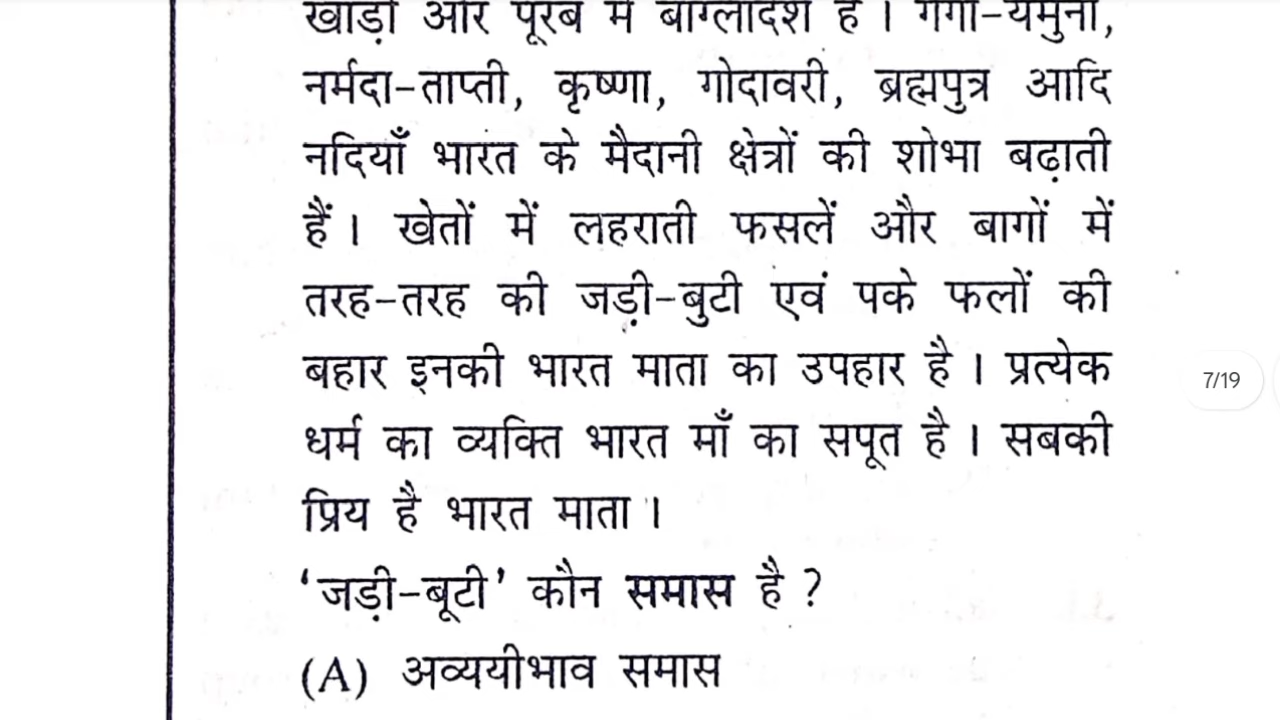 खाड़ी और पूरब में बांग्लादेश है । गंगा-यमुना,
नर्मदा-ताप्ती, कृष्णा, गोदावरी, ब्रह्मपुत्र आदि
नदियाँ भारत के मैदानी क्षेत्रों की शोभा बढ़ाती
हैं । खेतों में लहराती फसलें और बागों में
तरह-तरह की जड़ी-बुटी एवं पके फलों की
बहार इनकी भारत माता का उपहार है । प्रत्येक
धर्म का व्यक्ति भारत माँ का सपूत है । सबकी
प्रिय है भारत माता ।
‘जड़ी-बूटी’ कौन समास है ?
(A) अव्ययीभाव समास
7/19